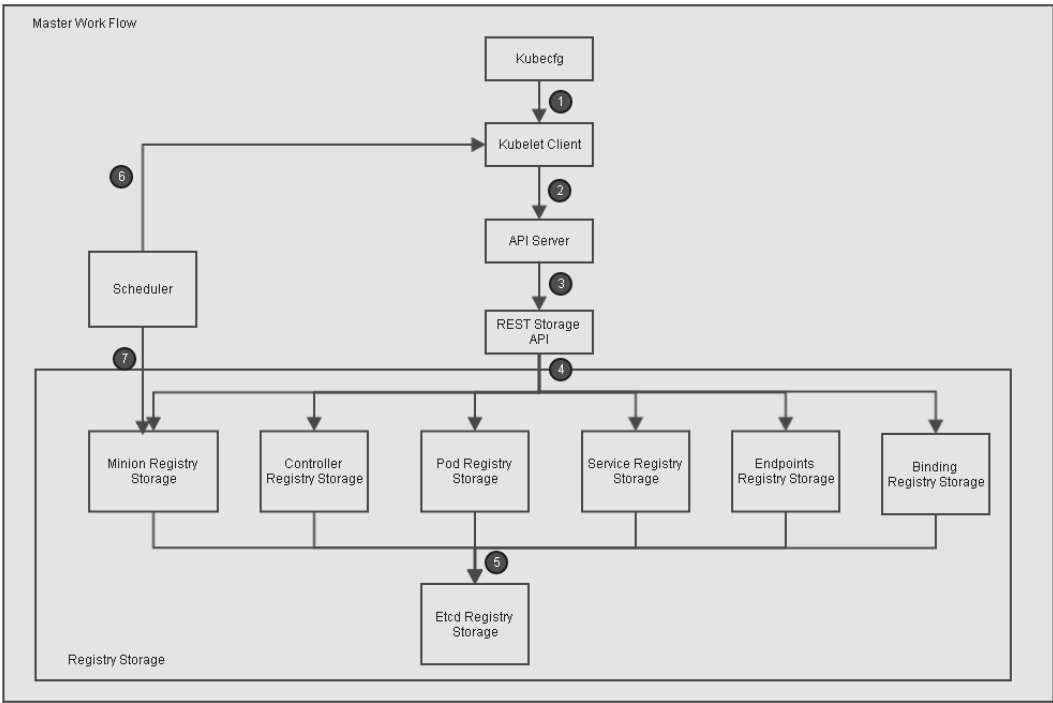 Master Work Flow
Kubecfg
1
Kubelet Client
6
2
API Server
Scheduler
3
REST Storage
API
7
4
Minion Registry
Storage
Controller
Registry Storage
Pod Registry
Storage
Service Registry
Storage
Endpoints
Registry Storage
Binding
Registry Storage
5
Etcd Registry
Storage
Registry Storage